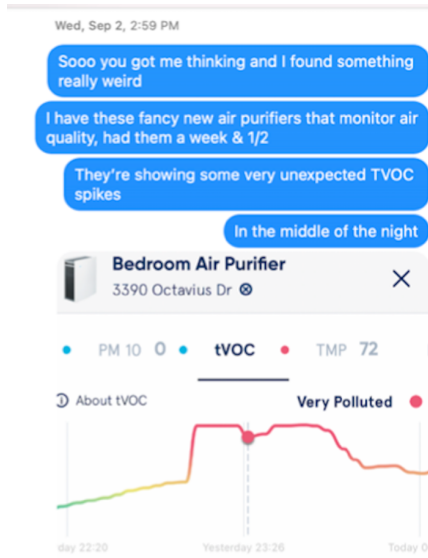 Wed, Sep 2, 2:59 PM
Sooo you got me thinking and I found something
really weird
I have these fancy new air purifiers that monitor air
quality, had them a week & 1/2
They're showing some very unexpected TVOC
spikes
In the middle of the night
Bedroom Air Purifier
3390 Octavius Dr
PM 10 0 tVOC TMP 72
About tVOC Very Polluted
day 22:20 Yesterday 23:26 Today 0